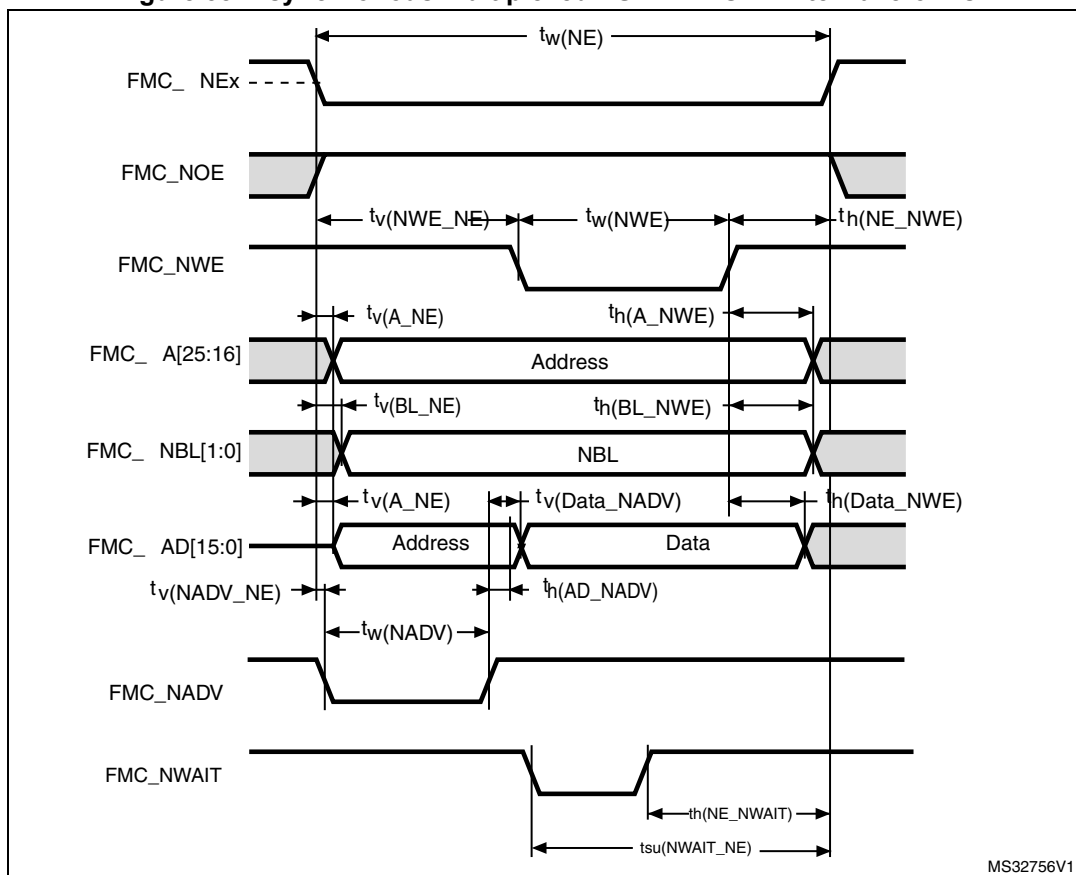 tw(NE)
FMC_ NEx
FMC_NOE
tv(NWE_NE)
tw(NWE)
th(NE_NWE)
FMC_NWE
tv(A_NE)
th(A_NWE)
FMC_ A[25:16]
Address
tv(BL_NE)
th(BL_NWE)
FMC_ NBL[1:0]
NBL
tv(A_NE)
tv(Data_NADV)
th(Data_NWE)
FMC_ AD[15:0]
Address
Data
tv(NADV_NE)
th(AD_NADV)
tw(NADV)
FMC_NADV
FMC_NWAIT
th(NE_NWAIT)
tsu(NWAIT_NE)
MS32756V1